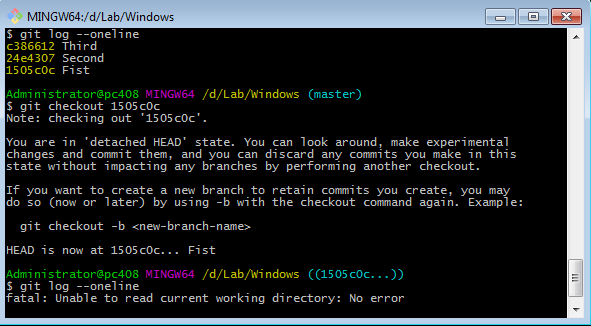 MINGW64:/d/Lab/Windows
$ git log --oneline
c386612 Third
24e4307 Second
1505c0c Fist
Administrator@pc408 MINGW64 /d/Lab/Windows (master)
$ git checkout 1505c0c
Note: checking out '1505c0c'.
You are in 'detached HEAD' state. You can look around, make experimental
changes and commit them, and you can discard any commits you make in this
state without impacting any branches by performing another checkout.
If you want to create a new branch to retain commits you create, you may
do so (now or later) by using -b with the checkout command again. Example:
git checkout -b <new-branch-name>
HEAD is now at 1505c0c... Fist
Administrator@pc408 MINGW64 /d/Lab/Windows ((1505c0c...))
$ git log --oneline
fatal: Unable to read current working directory: No error